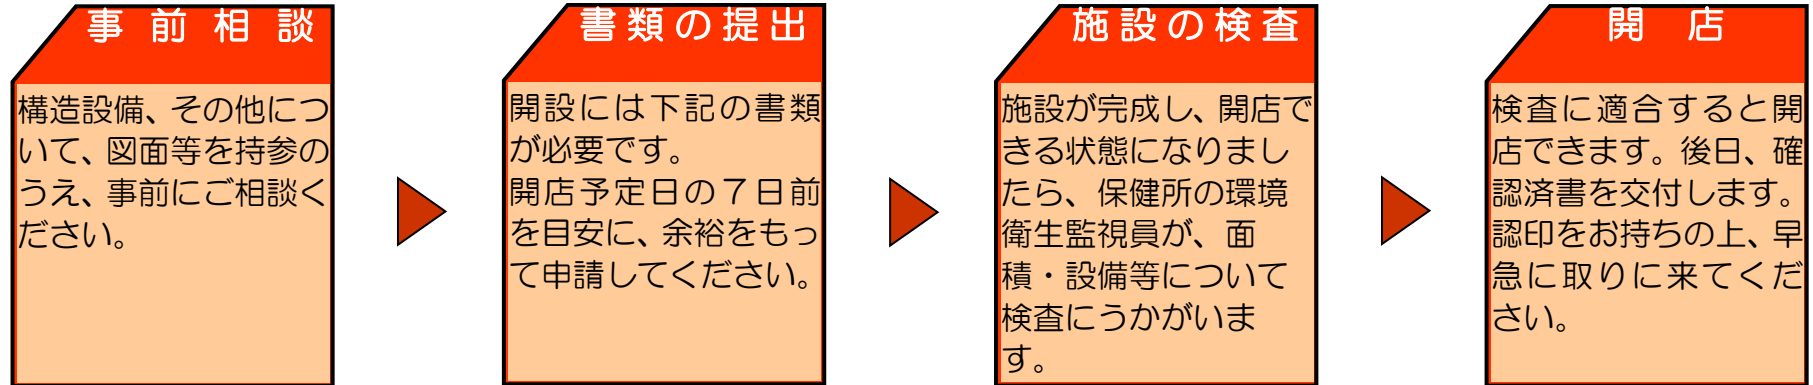 事前相談
構造設備、その他につ
いて、図面等を持参の
うえ、事前にご相談く
ださい。
書類の提出
開設には下記の書類
が必要です。
開店予定日の７日前
を目安に、余裕をもっ
て申請してください。
施設の検査
施設が完成し、開店で
きる状態になりまし
たら、保健所の環境
衛生監視員が、面
積・設備等について
検査にうかがいま
す。
開店
検査に適合すると開
店できます。後日、確
認済書を交付します。
認印をお持ちの上、早
急に取りに来てくだ
さい。